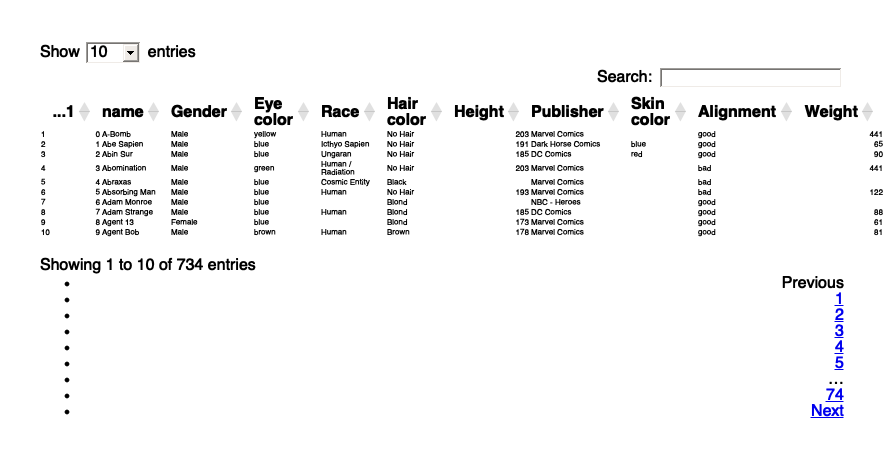 Show 10 entries
Search:
...1 name Gender Eye color Race Hair color Height Publisher Skin color Alignment Weight
1 0 A-Bomb Male yellow Human No Hair 203 Marvel Comics good 441
2 1 Abe Sapien Male blue Icthyo Sapien No Hair 191 Dark Horse Comics blue good 65
3 2 Abin Sur Male blue Ungaran No Hair 185 DC Comics red good 90
4 3 Abomination Male green Human / Radiation No Hair 203 Marvel Comics bad 441
5 4 Abraxas Male blue Cosmic Entity Black Marvel Comics bad
6 5 Absorbing Man Male blue Human No Hair 193 Marvel Comics bad 122
7 6 Adam Monroe Male blue Blond NBC - Heroes good
8 7 Adam Strange Male blue Human Blond 185 DC Comics good 88
9 8 Agent 13 Female blue Blond 173 Marvel Comics good 61
10 9 Agent Bob Male brown Human Brown 178 Marvel Comics good 81
Showing 1 to 10 of 734 entries
Previous
1
2
3
4
5
…
74
Next